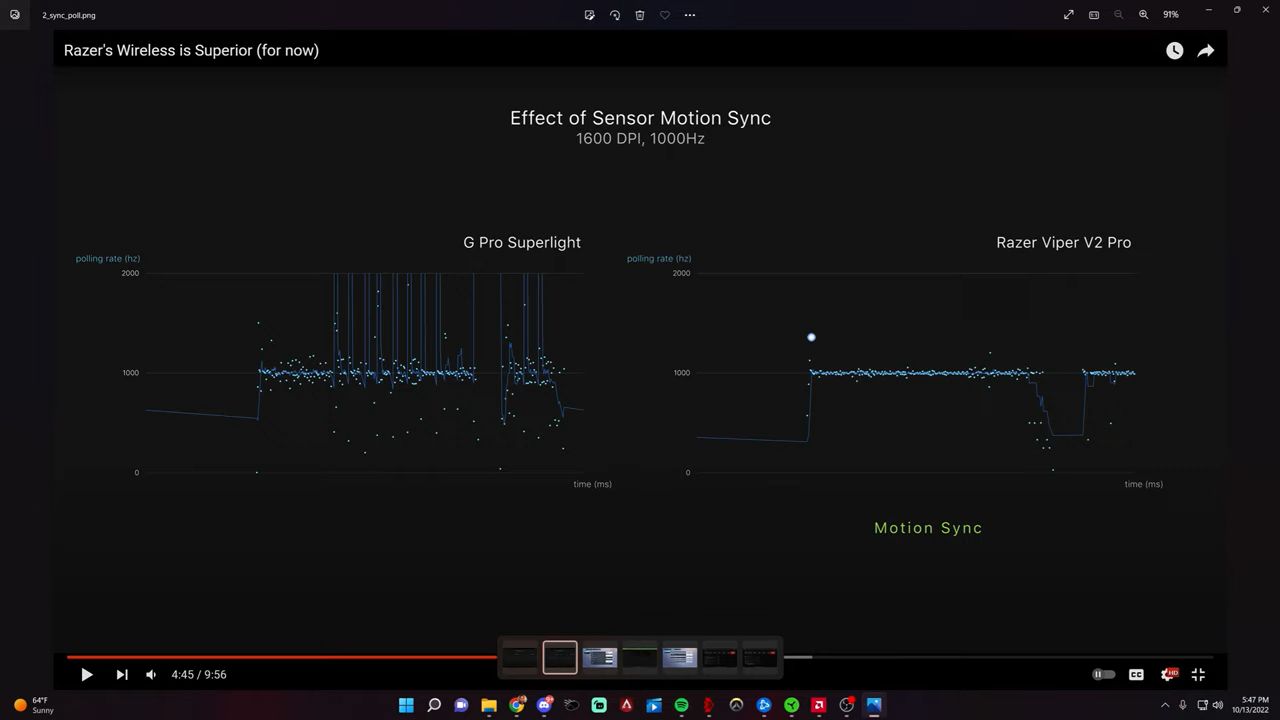 2_sync_poll.png
91%
Razer's Wireless is Superior (for now)
Effect of Sensor Motion Sync
1600 DPI, 1000Hz
G Pro Superlight
polling rate (hz)
2000
1000
0
time (ms)
Razer Viper V2 Pro
polling rate (hz)
2000
1000
0
time (ms)
Motion Sync
4:45 / 9:56
CC
HD
64°F
Sunny
5:47 PM
10/13/2022